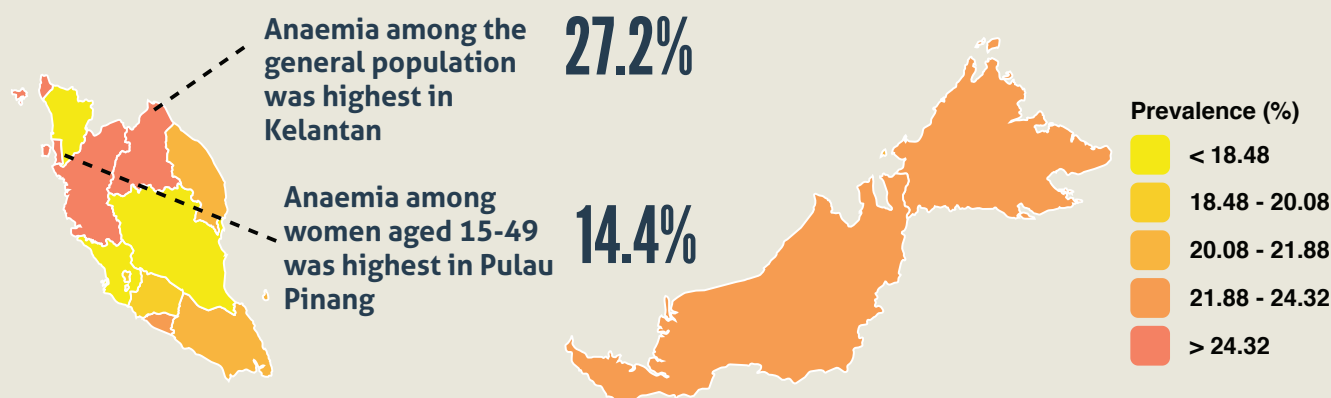 Anaemia among the
general population
was highest in
Kelantan
27.2%
Anaemia among
women aged 15-49
was highest in Pulau
Pinang
14.4%
Prevalence (%)
< 18.48
18.48 - 20.08
20.08 - 21.88
21.88 - 24.32
> 24.32